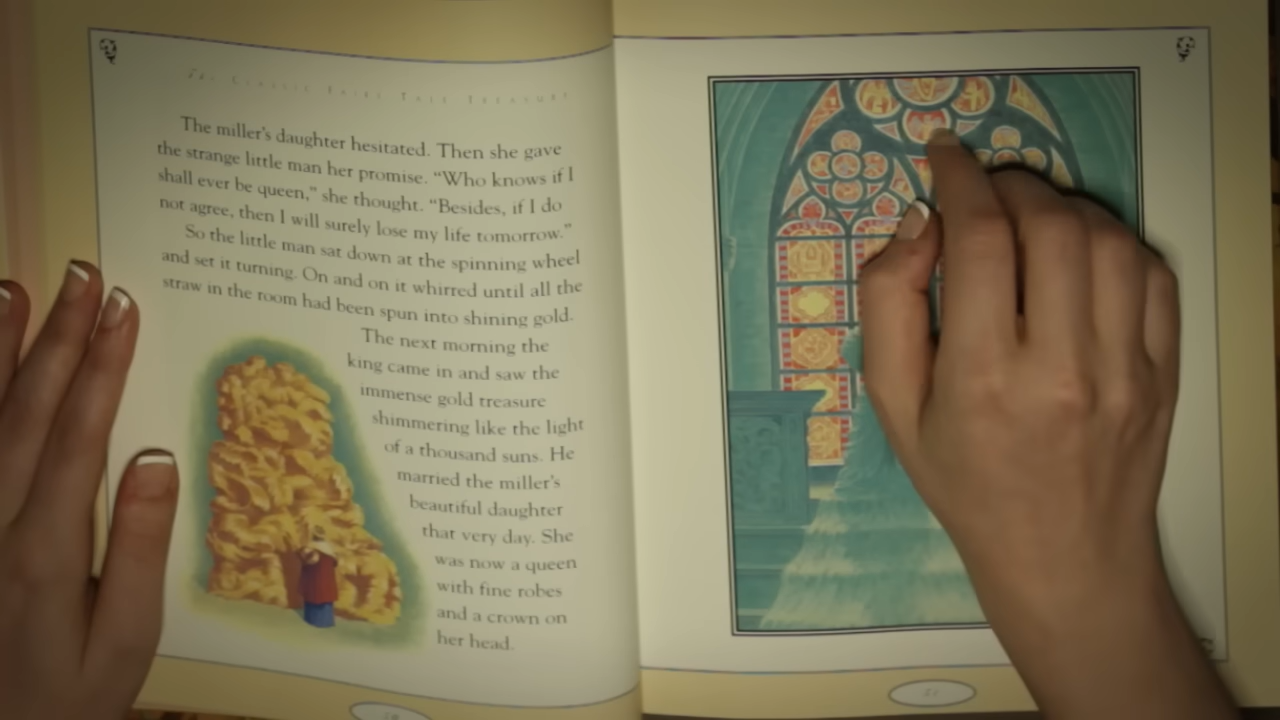 The Classic Fairy Tale Treasury
The miller's daughter hesitated. Then she gave
the strange little man her promise. “Who knows if I
shall ever be queen,” she thought. “Besides, if I do
not agree, then I will surely lose my life tomorrow.”
So the little man sat down at the spinning wheel
and set it turning. On and on it whirred until all the
straw in the room had been spun into shining gold.
The next morning the
king came in and saw the
immense gold treasure
shimmering like the light
of a thousand suns. He
married the miller's
beautiful daughter
that very day. She
was now a queen
with fine robes
and a crown on
her head.